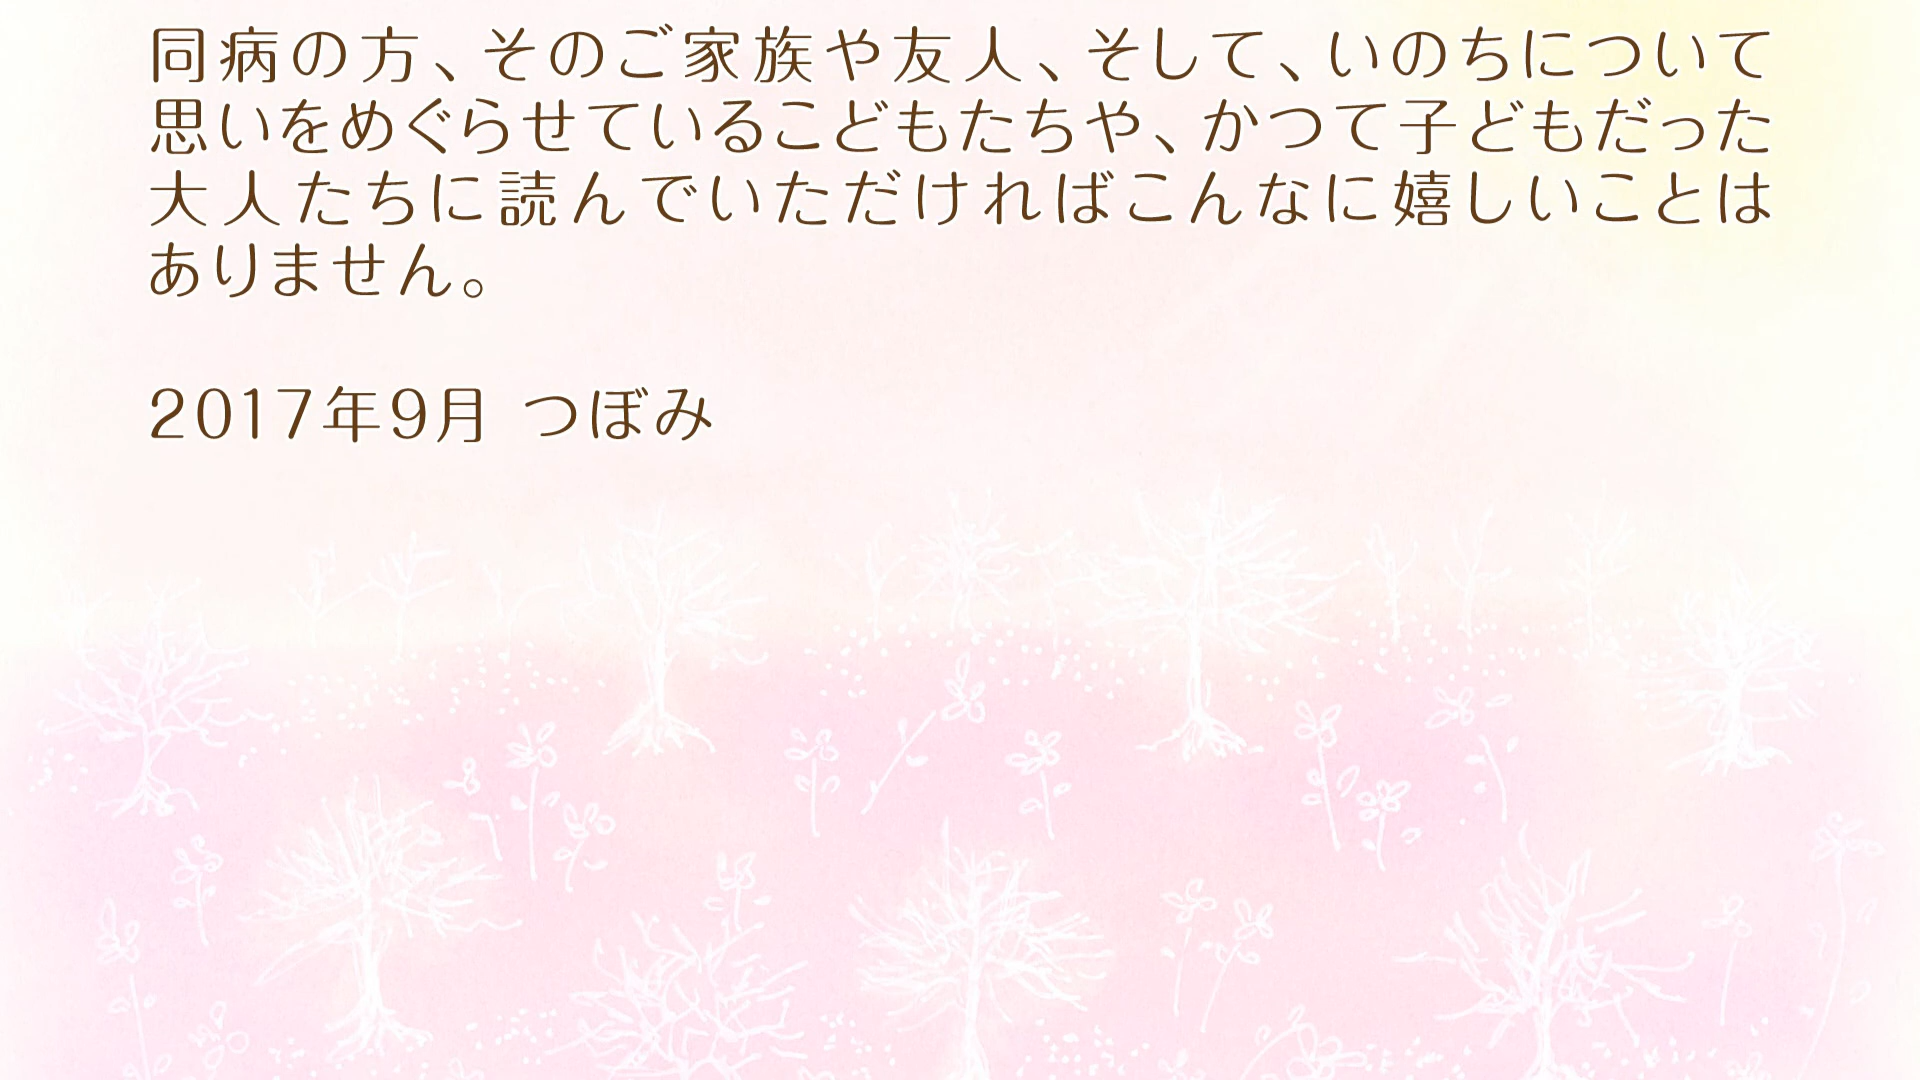 同病の方、そのご家族や友人、そして、いのちについて
思いをめぐらせているこどもたちや、かつて子どもだった
大人たちに読んでいただければこんなに嬉しいことは
ありません。
2017年9月 つぼみ